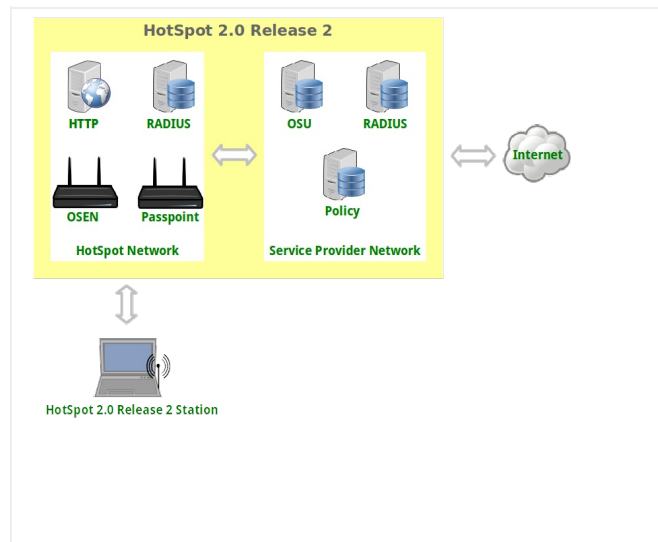 HotSpot 2.0 Release 2
HTTP
RADIUS
OSEN
Passpoint
HotSpot Network
OSU
RADIUS
Policy
Service Provider Network
Internet
HotSpot 2.0 Release 2 Station